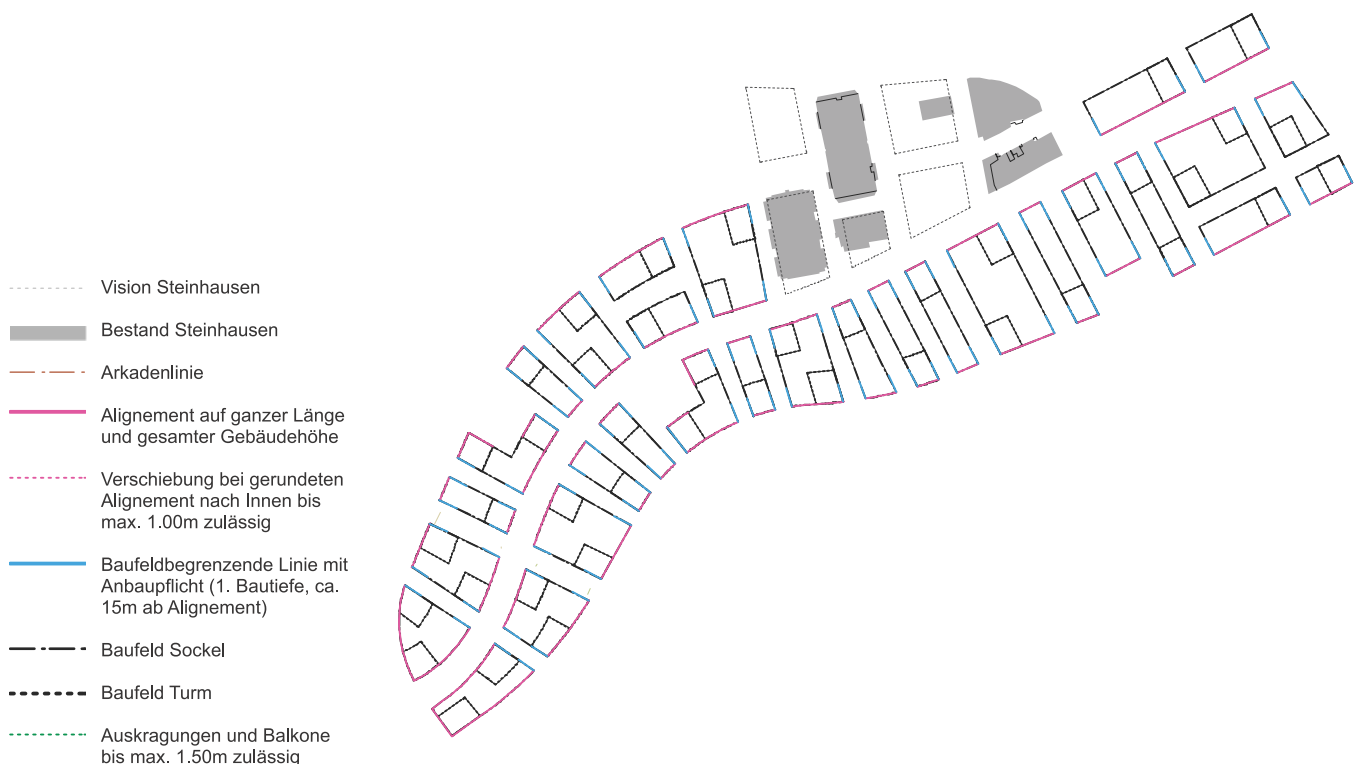 Vision Steinhausen
Bestand Steinhausen
Arkadenlinie
Alignement auf ganzer Länge
und gesamter Gebäudehöhe
Verschiebung bei gerundeten
Alignement nach Innen bis
max. 1.00m zulässig
Baufeldbegrenzende Linie mit
Anbaupflicht (1. Bautiefe, ca.
15m ab Alignement)
Baufeld Sockel
Baufeld Turm
Auskragungen und Balkone
bis max. 1.50m zulässig